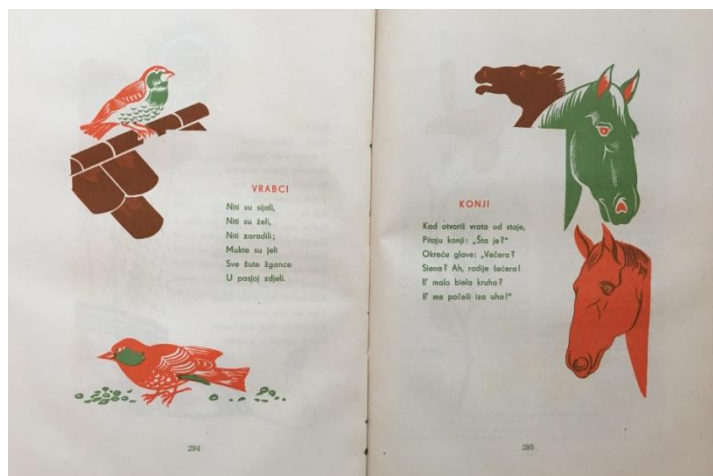 VRABCI
Niti su sijali,
Niti su želi,
Niti zaradili;
Mukte su jeli
Sve žute žgance
U pasjoj zdjeli.
294
KONJI
Kad otvoriš vrata od staje,
Pitaju konji: „Šta je?"
Okreću glave: „Večera?
Siena? Ah, radije šećera!
Il' malo biela kruha?
Il' me počeši iza uha!"
295